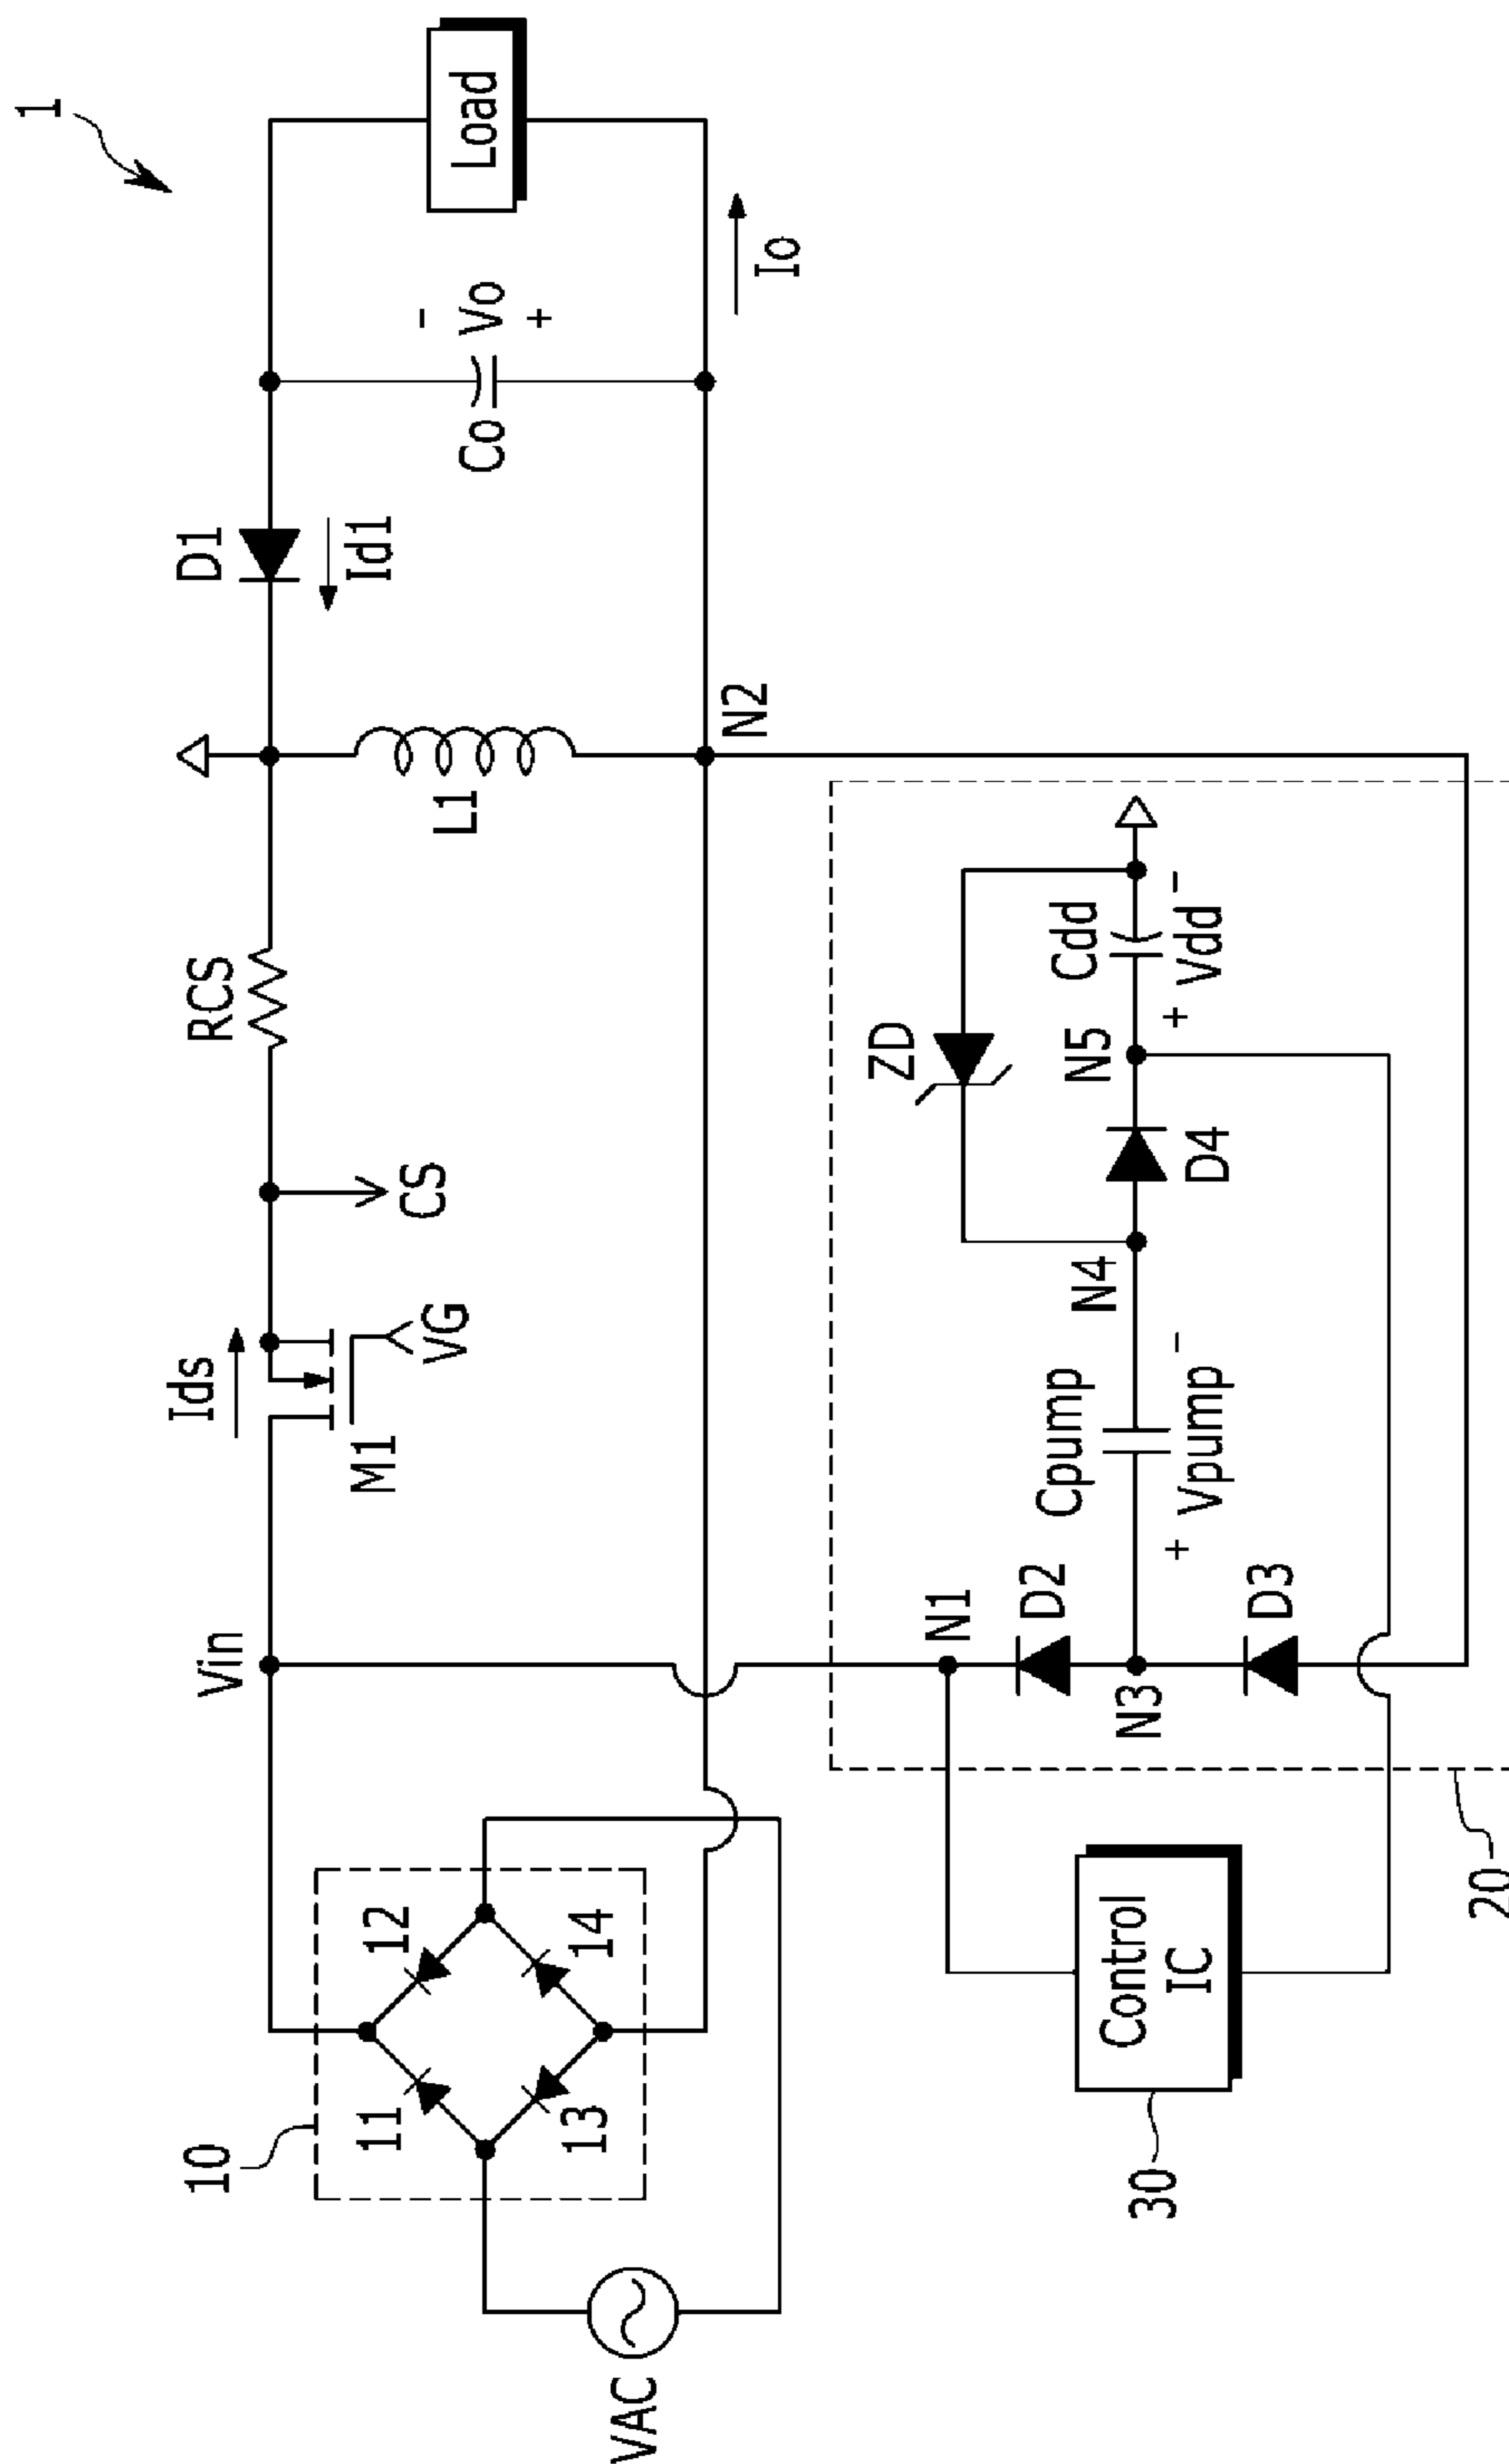 1
Vin
Ids
RCS
D1
Id1
Load
10
11
12
13
14
M1
VG
CS
L1
Co
-
Vo
+
Io
VAC
N2
N1
D2
ZD
Cpump
N4
N5
Cdd
+
Vpump
-
D4
+
Vdd
-
N3
D3
Control
IC
30
20